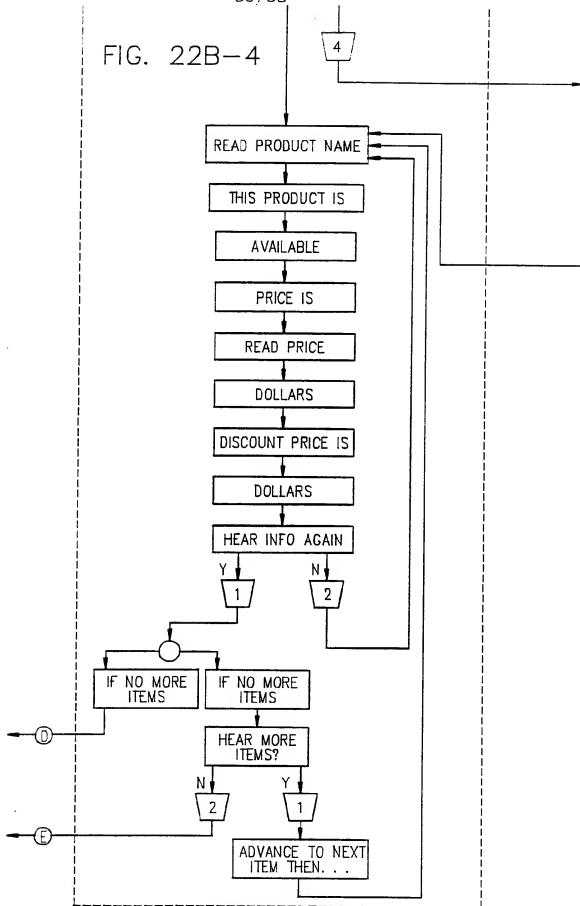 FIG. 22B-4
4
READ PRODUCT NAME
THIS PRODUCT IS
AVAILABLE
PRICE IS
READ PRICE
DOLLARS
DISCOUNT PRICE IS
DOLLARS
HEAR INFO AGAIN
Y
N
1
2
IF NO MORE
ITEMS
IF NO MORE
ITEMS
D
HEAR MORE
ITEMS?
N
Y
2
1
E
ADVANCE TO NEXT
ITEM THEN...